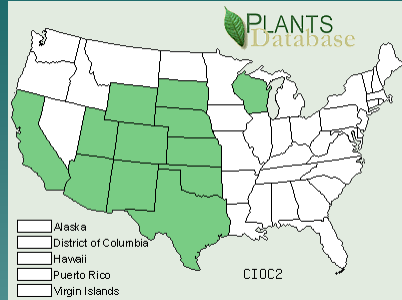 PLANTS
Database
Alaska
District of Columbia
Hawaii
Puerto Rico
Virgin Islands
CIOC2